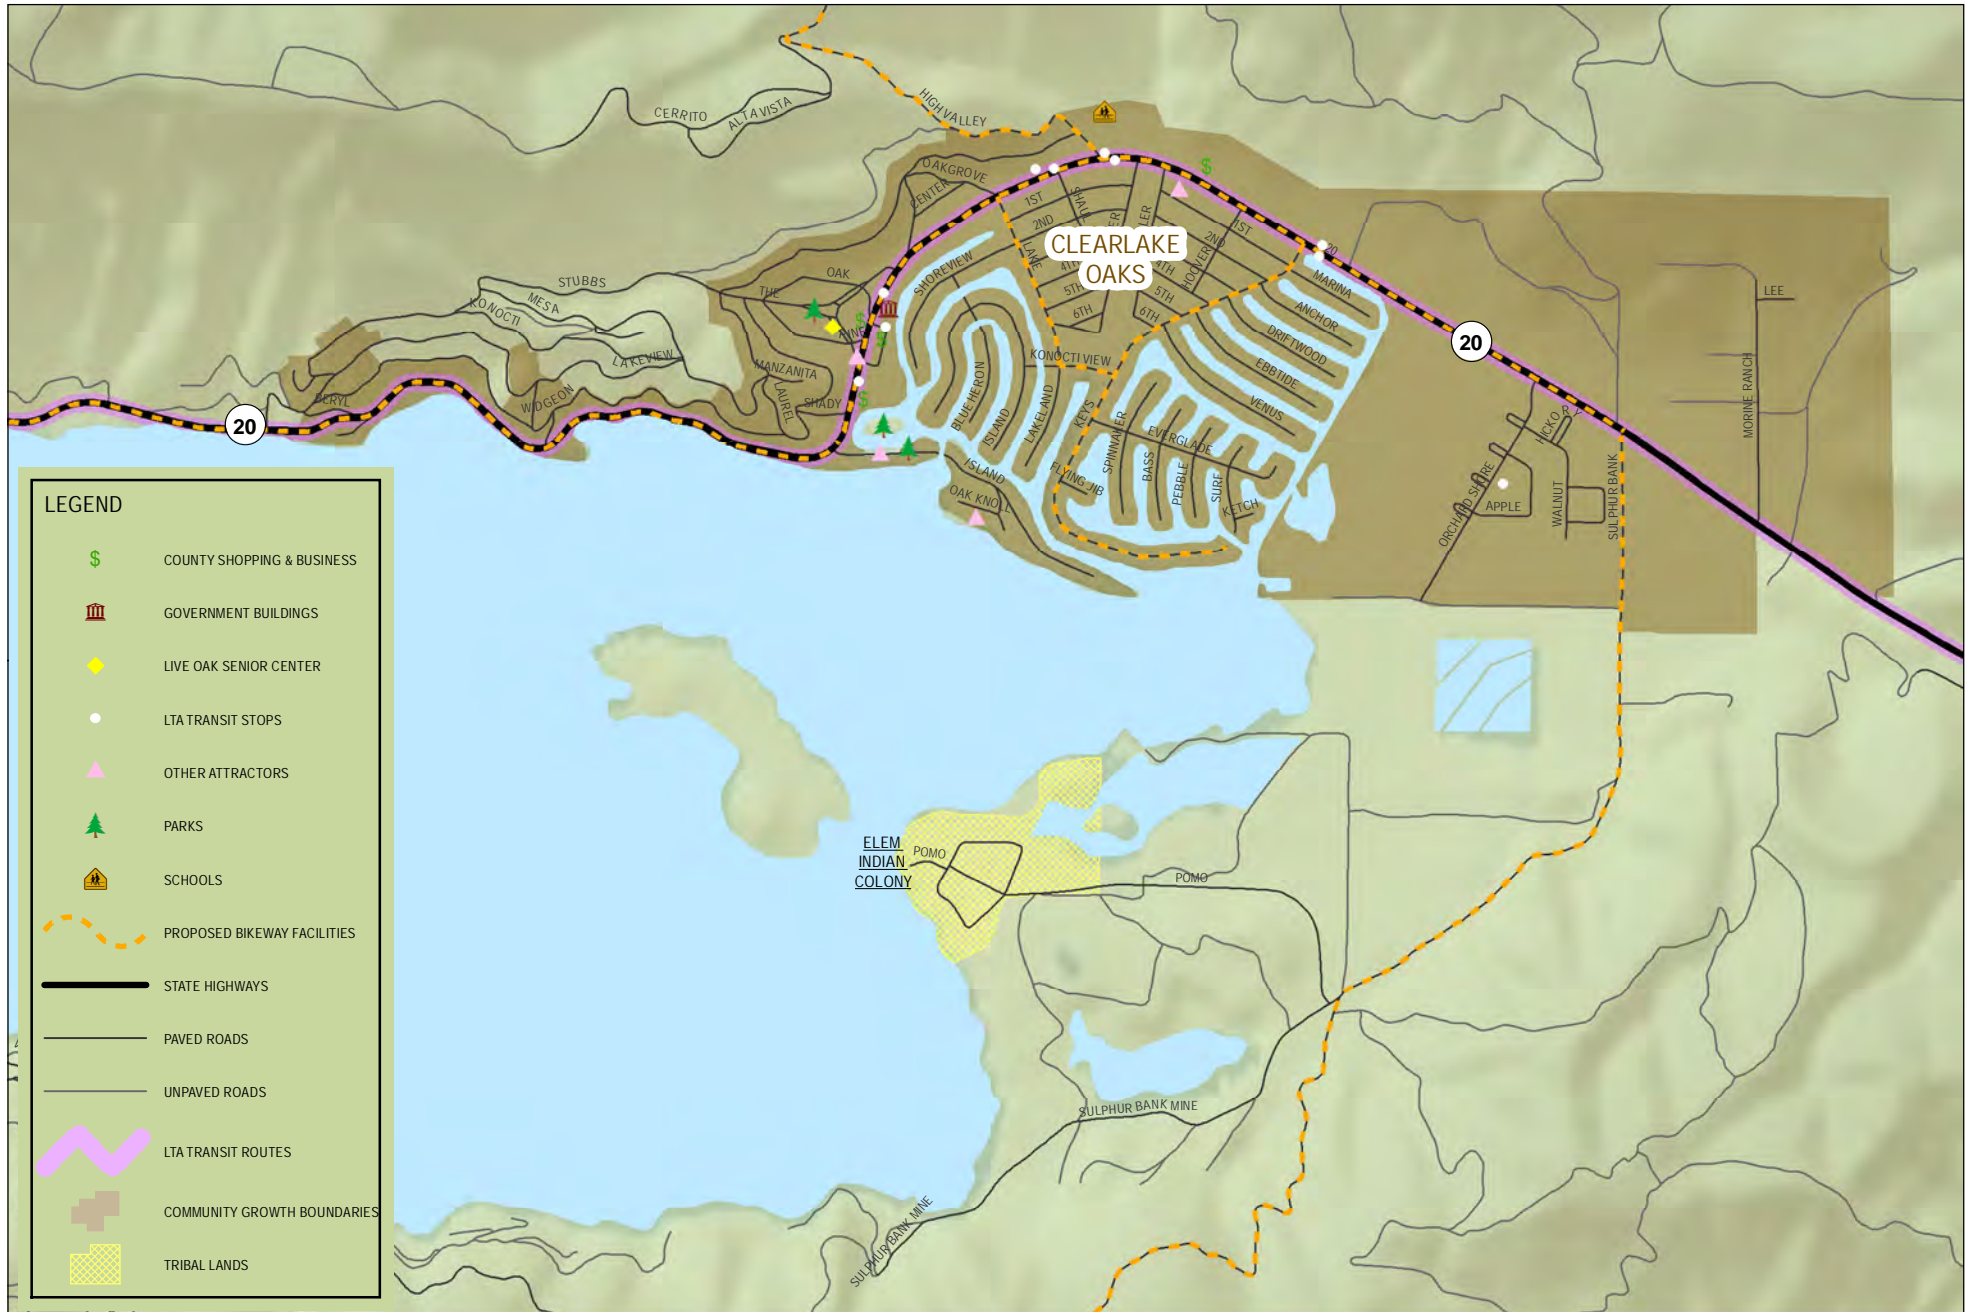 CERRITO
ALTA VISTA
HIGH VALLEY
OAKGROVE
CENTER
1ST
SHAUL
2ND
LAKE
4TH
5TH
6TH
CLEARLAKE
OAKS
1ST
2ND
HOOVER
4TH
5TH
6TH
20
MARINA
ANCHOR
DRIFTWOOD
EBBTIDE
VENUS
LEE
20
MORINE RANCH
STUBBS
MESA
KONOCTI
LAKEVIEW
WIDGEON
BERYL
20
OAK
THE
MANZANITA
LAUREL
SHADY
SHOREVIEW
KONOCTI VIEW
BLUE HERON
ISLAND
LAKELAND
KEYS
SPINNAKER
EVERGLADE
BASS
PEBBLE
SURF
KETCH
FLYING JIB
ISLAND
OAK KNOLL
ORCHARD SHORE
APPLE
WALNUT
SULPHUR BANK
LEGEND
COUNTY SHOPPING & BUSINESS
GOVERNMENT BUILDINGS
LIVE OAK SENIOR CENTER
LTA TRANSIT STOPS
OTHER ATTRACTORS
PARKS
SCHOOLS
PROPOSED BIKEWAY FACILITIES
STATE HIGHWAYS
PAVED ROADS
UNPAVED ROADS
LTA TRANSIT ROUTES
COMMUNITY GROWTH BOUNDARIES
TRIBAL LANDS
ELEM
INDIAN
COLONY
POMO
POMO
SULPHUR BANK MINE
SULPHUR BANK MINE